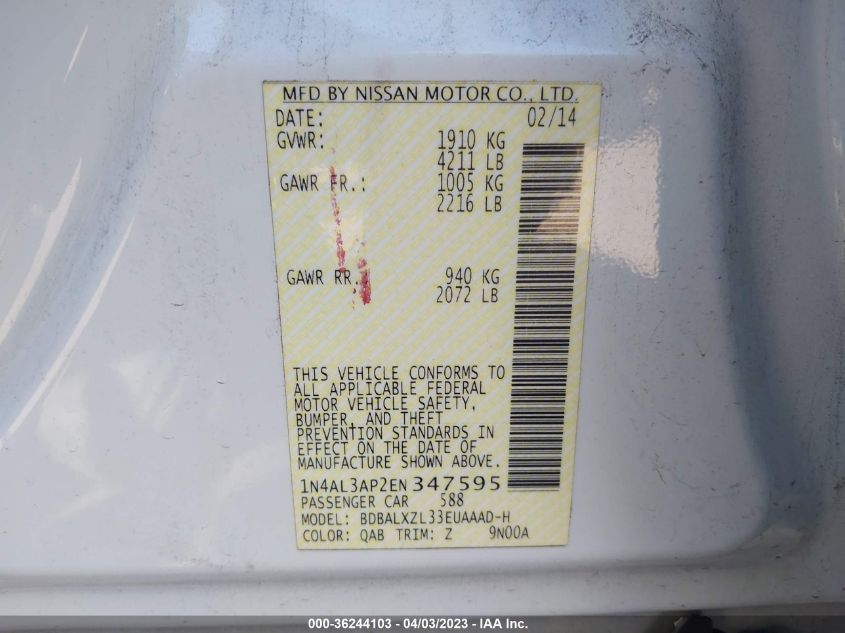 MFD BY NISSAN MOTOR CO., LTD.
DATE: 02/14
GVWR: 1910 KG
4211 LB
GAWR FR.: 1005 KG
2216 LB
GAWR RR. 940 KG
2072 LB
THIS VEHICLE CONFORMS TO
ALL APPLICABLE FEDERAL
MOTOR VEHICLE SAFETY,
BUMPER, AND THEFT
PREVENTION STANDARDS IN
EFFECT ON THE DATE OF
MANUFACTURE SHOWN ABOVE.
1N4AL3AP2EN347595
PASSENGER CAR 588
MODEL: BDBALXZL33EUAAAD-H
COLOR: QAB TRIM: Z 9N00A
000-36244103 - 04/03/2023 - IAA Inc.